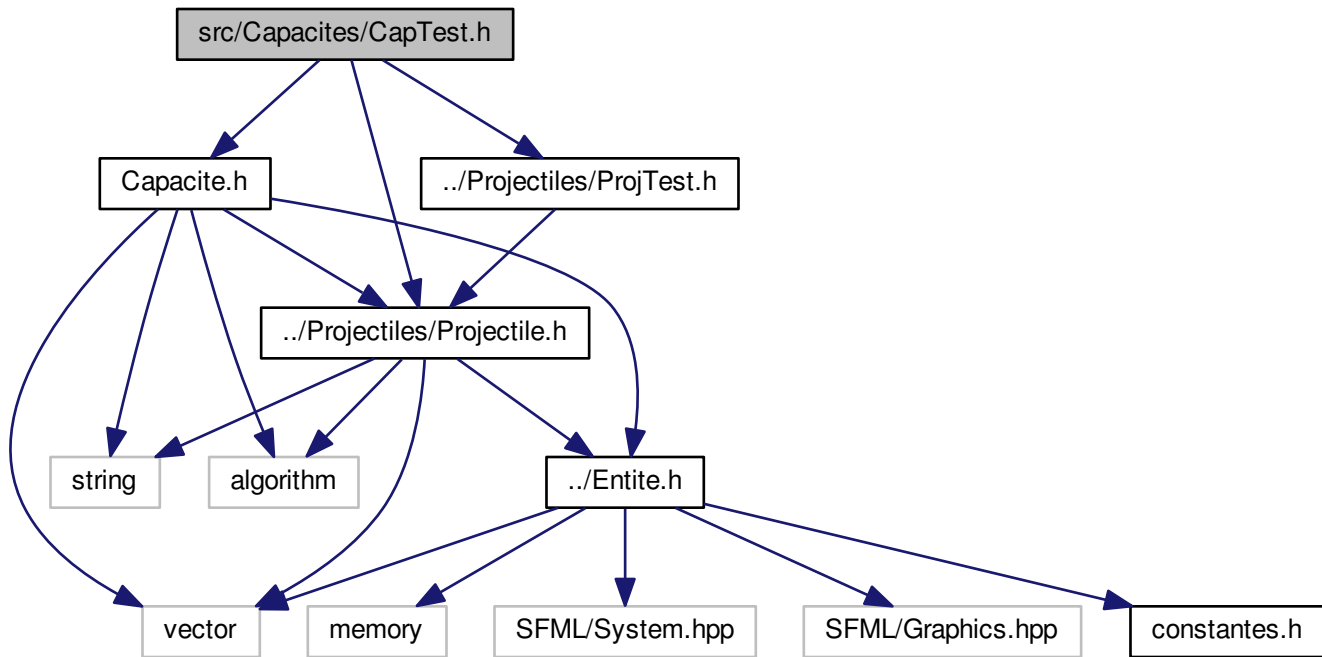 src/Capacites/CapTest.h
Capacite.h
../Projectiles/ProjTest.h
../Projectiles/Projectile.h
string
algorithm
../Entite.h
vector
memory
SFML/System.hpp
SFML/Graphics.hpp
constantes.h